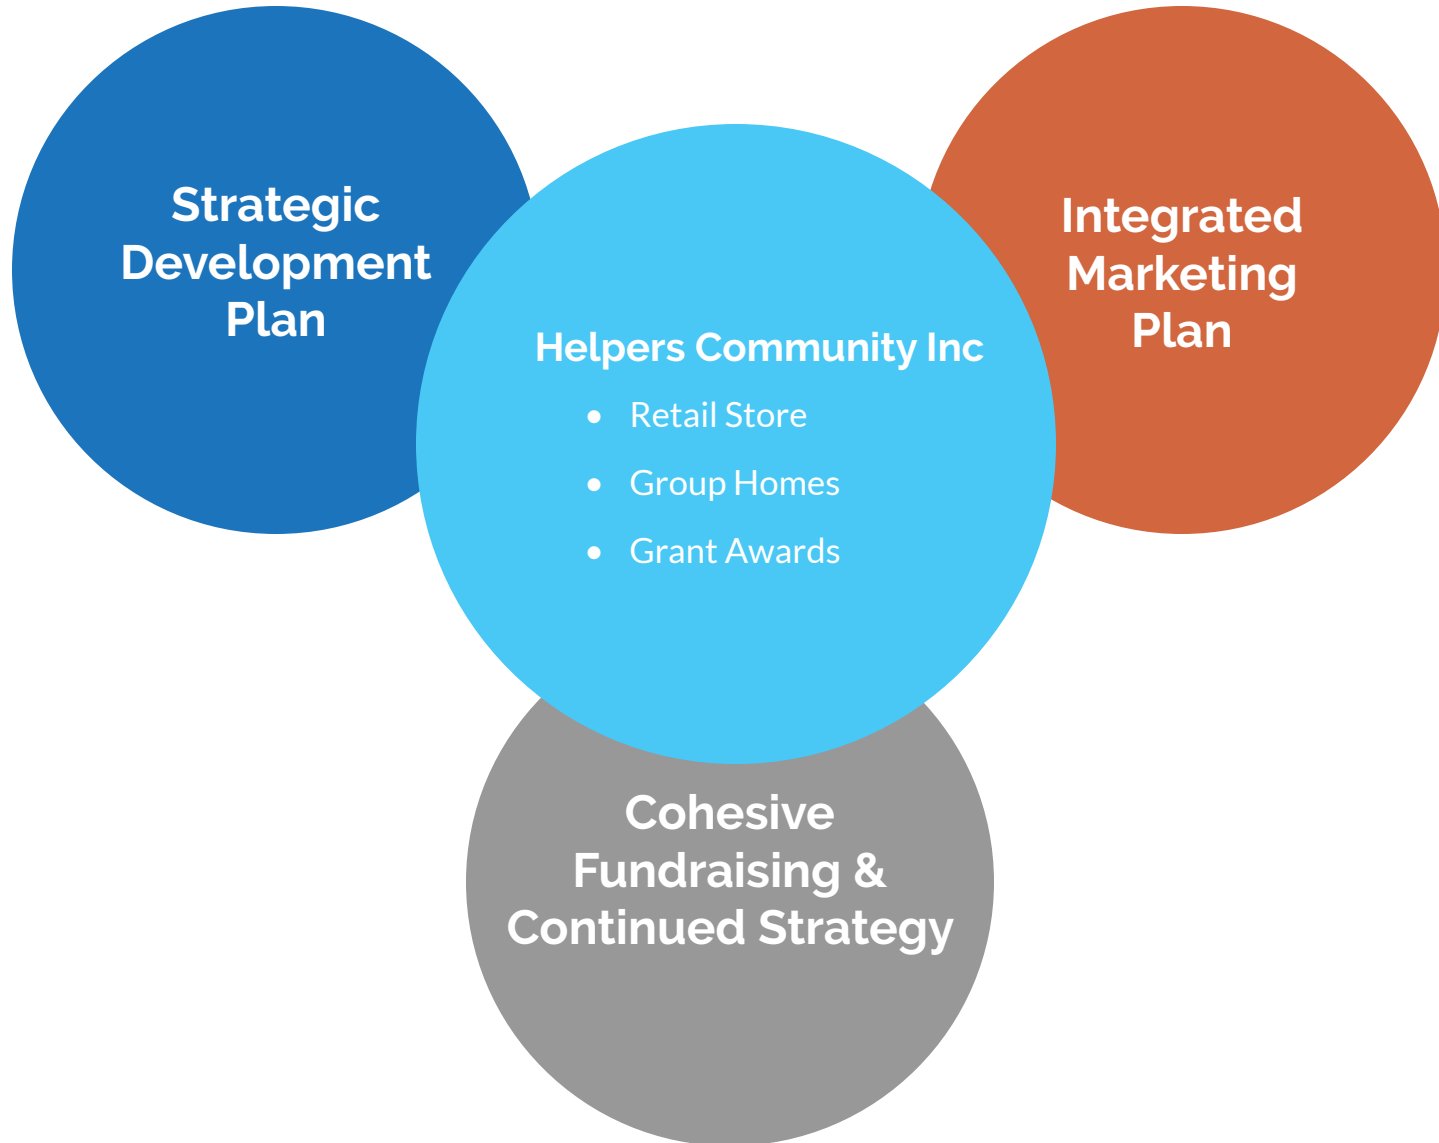 Strategic
Development
Plan
Integrated
Marketing
Plan
Helpers Community Inc
● Retail Store
● Group Homes
● Grant Awards
Cohesive
Fundraising &
Continued Strategy